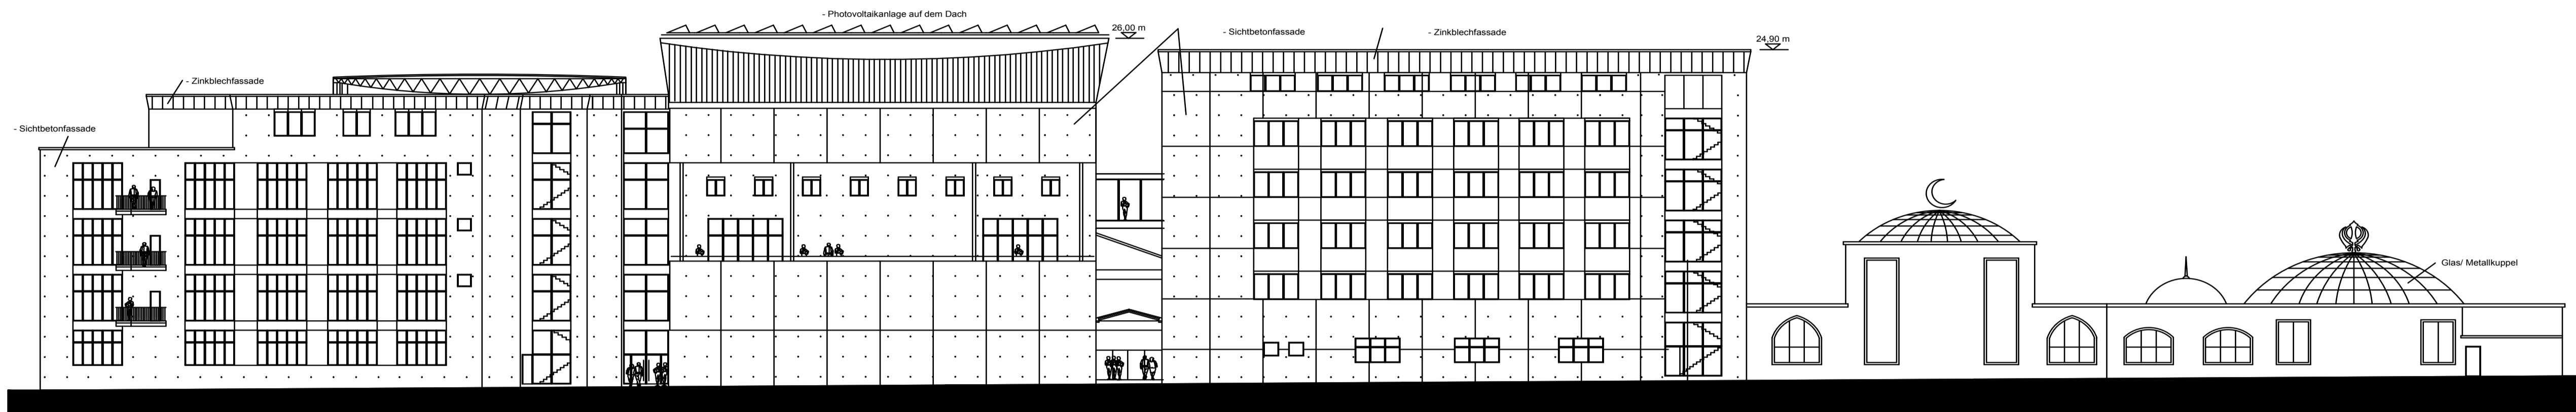 - Photovoltaikanlage auf dem Dach
26,00 m
- Sichtbetonfassade
- Zinkblechfassade
24,90 m
- Zinkblechfassade
- Sichtbetonfassade
Glas/ Metallkuppel